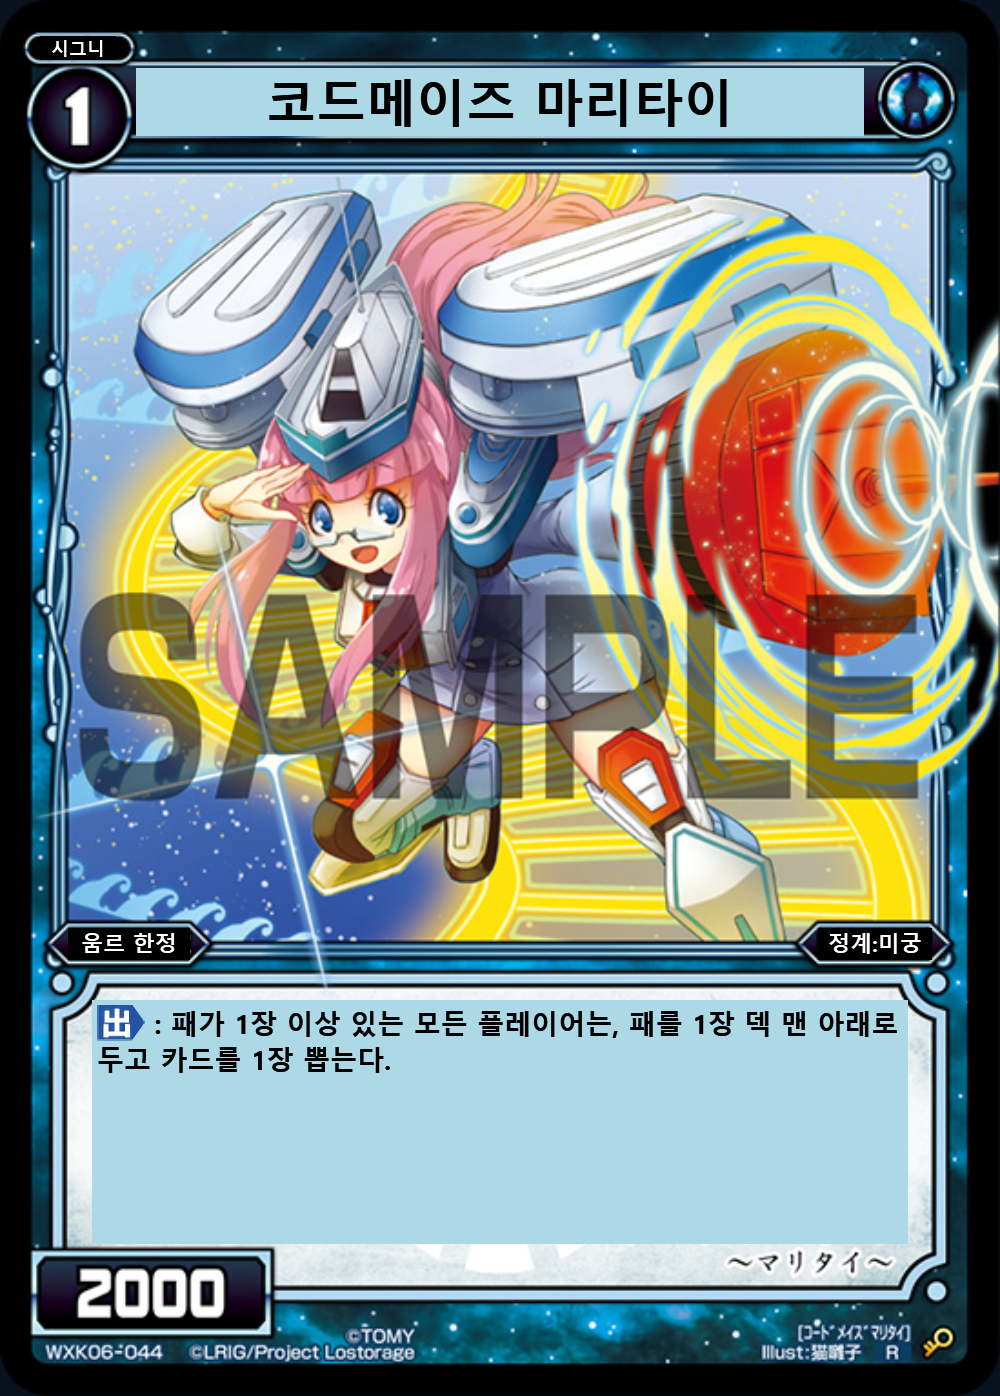 시그니
1
코드메이즈 마리타이
SAMPLE
움르 한정
정계:미궁
出 : 패가 1장 이상 있는 모든 플레이어는, 패를 1장 덱 맨 아래로
두고 카드를 1장 뽑는다.
～マリタイ～
2000
©TOMY
[ｺｰﾄﾞﾒｲｽﾞﾏﾘﾀｲ]
WXK06-044 ©LRIG/Project Lostorage
Illust:猫囃子 R